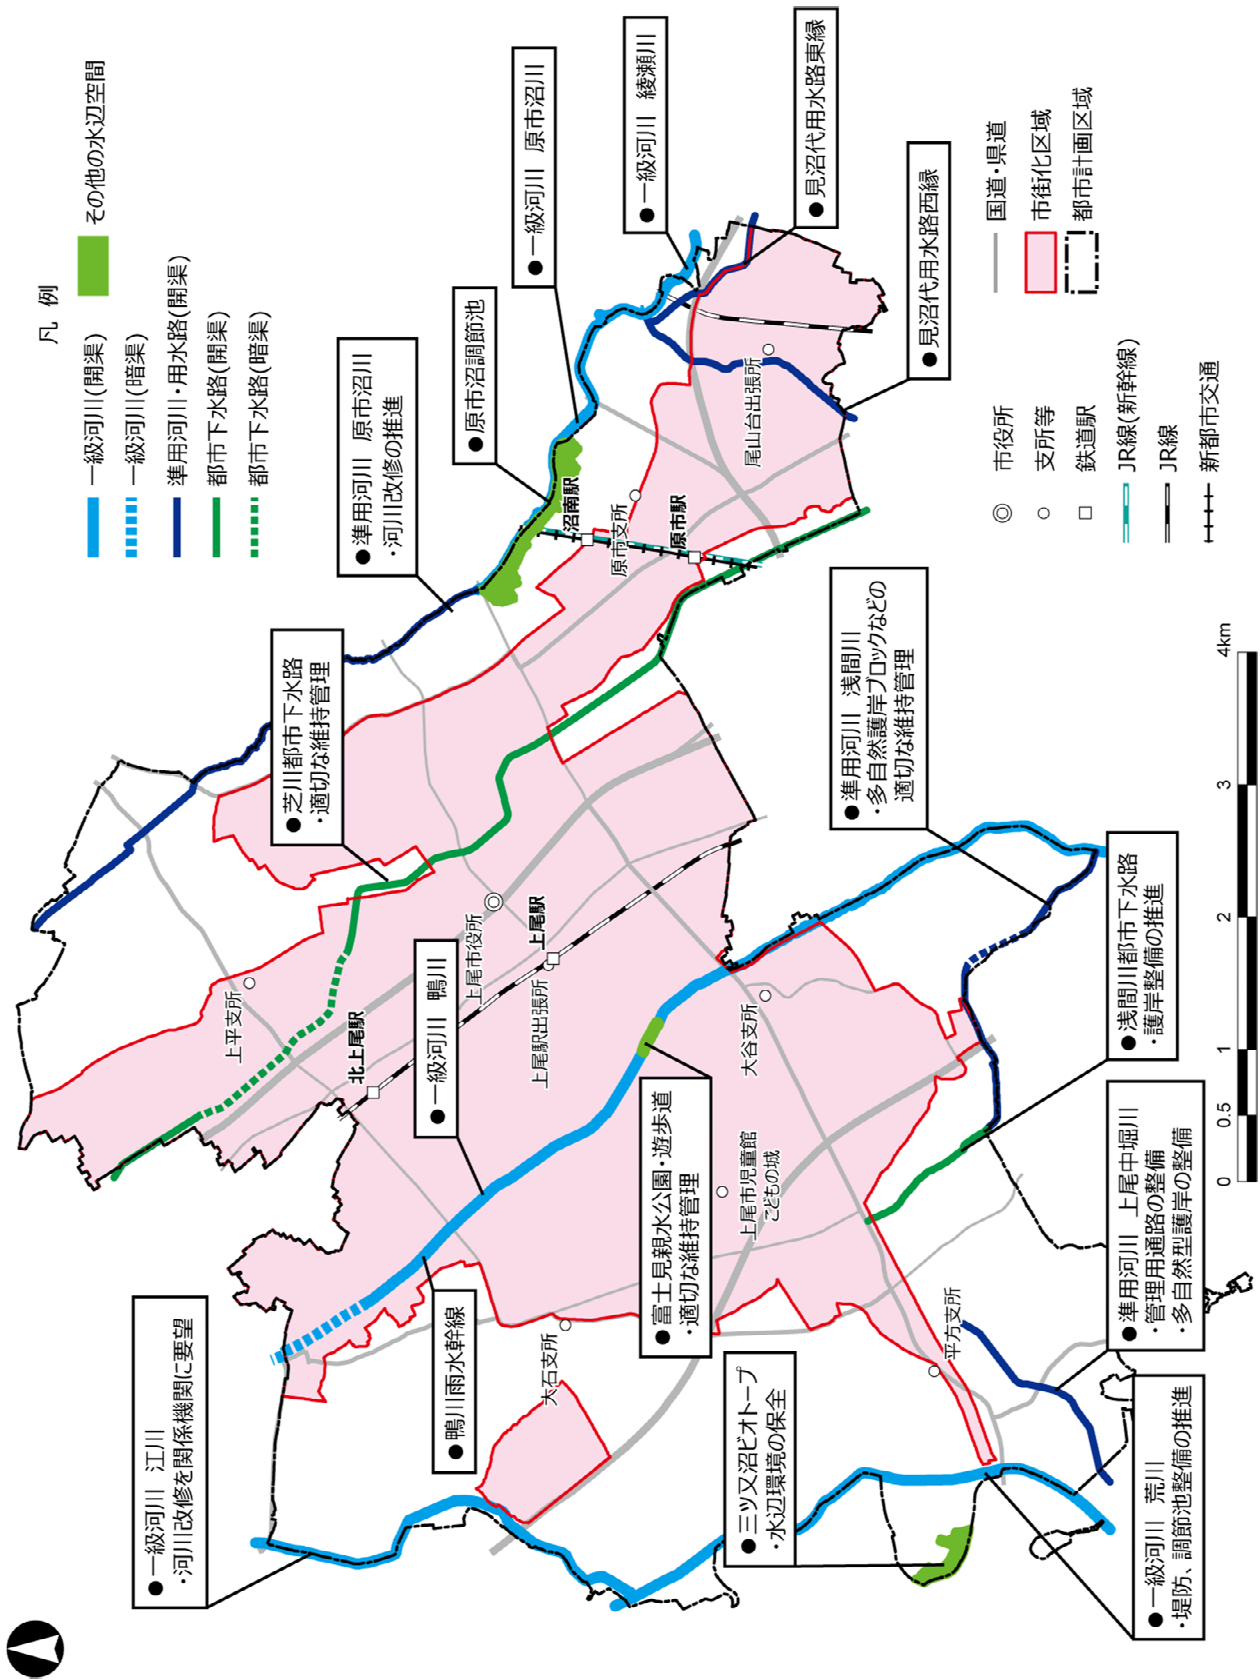 凡 例
一級河川(開渠)
一級河川(暗渠)
準用河川・用水路(開渠)
都市下水路(開渠)
都市下水路(暗渠)
その他の水辺空間
●一級河川 江川
・河川改修を関係機関に要望
●芝川都市下水路
・適切な維持管理
●準用河川 原市沼川
・河川改修の推進
●原市沼調節池
●一級河川 原市沼川
●一級河川 綾瀬川
●見沼代用水路東縁
●見沼代用水路西縁
●一級河川 鴨川
●鴨川雨水幹線
●富士見親水公園・遊歩道
・適切な維持管理
●三ツ又沼ビオトープ
・水辺環境の保全
●準用河川 浅間川
・多自然護岸ブロックなどの
適切な維持管理
●浅間川都市下水路
・護岸整備の推進
●準用河川 上尾中堀川
・管理用通路の整備
・多自然型護岸の整備
●一級河川 荒川
・堤防、調節池整備の推進
上平支所
北上尾駅
上尾市役所
上尾駅
上尾駅出張所
沼南駅
原市支所
原市駅
尾山台出張所
大谷支所
上尾市児童館
こどもの城
大石支所
平方支所
市役所
支所等
鉄道駅
JR線(新幹線)
JR線
新都市交通
国道・県道
市街化区域
都市計画区域
0 0.5 1 2 3 4km